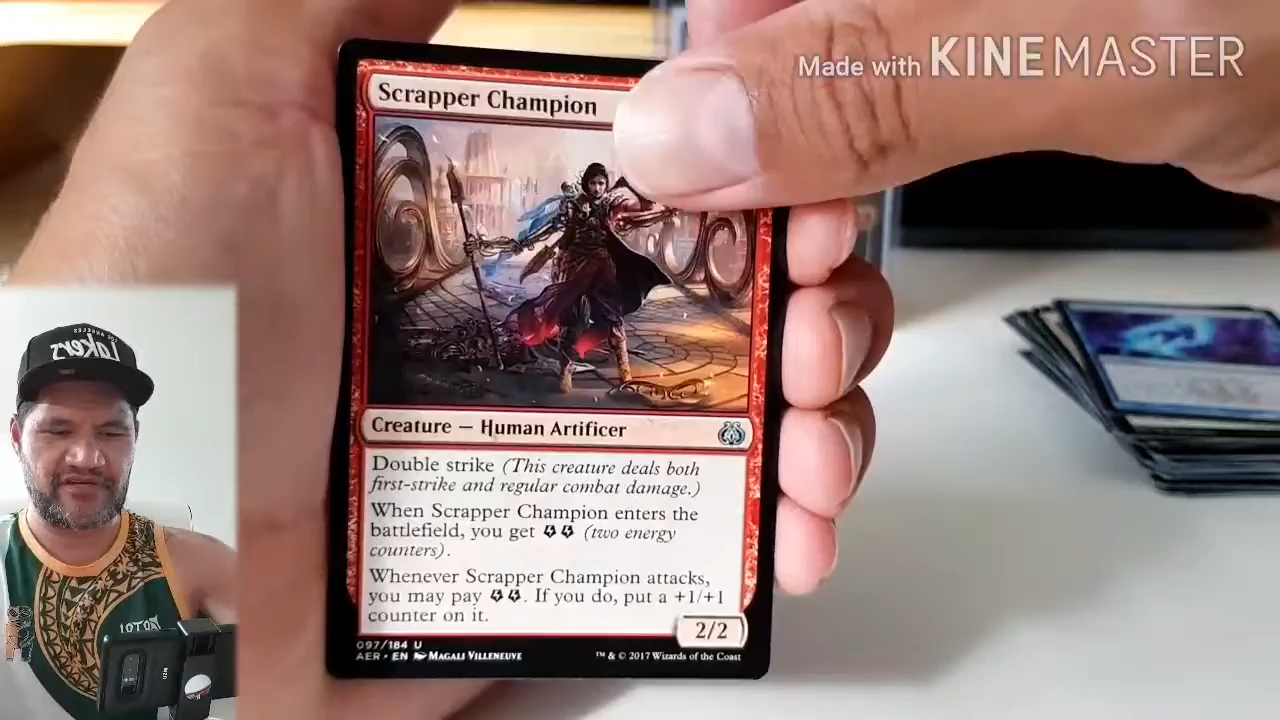 Made with KINEMASTER
Scrapper Champion
Creature — Human Artificer
Double strike (This creature deals both
first-strike and regular combat damage.)
When Scrapper Champion enters the
battlefield, you get (two energy
counters).
Whenever Scrapper Champion attacks,
you may pay . If you do, put a +1/+1
counter on it.
2/2
097/184 U
AER • EN MAGALI VILLENEUVE
™ & © 2017 Wizards of the Coast
LOS ANGELES
Lakers